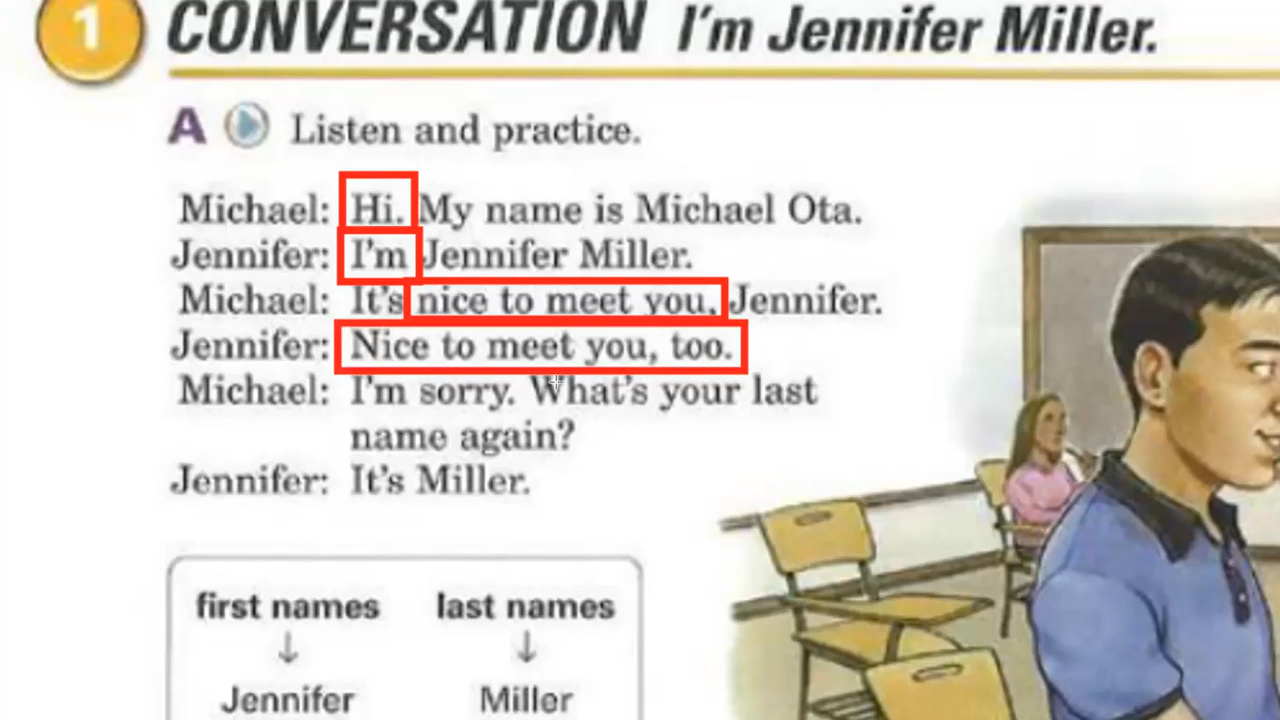 1 CONVERSATION I'm Jennifer Miller.
A Listen and practice.
Michael: Hi. My name is Michael Ota.
Jennifer: I'm Jennifer Miller.
Michael: It's nice to meet you, Jennifer.
Jennifer: Nice to meet you, too.
Michael: I'm sorry. What's your last
name again?
Jennifer: It's Miller.
first names last names
↓ ↓
Jennifer Miller